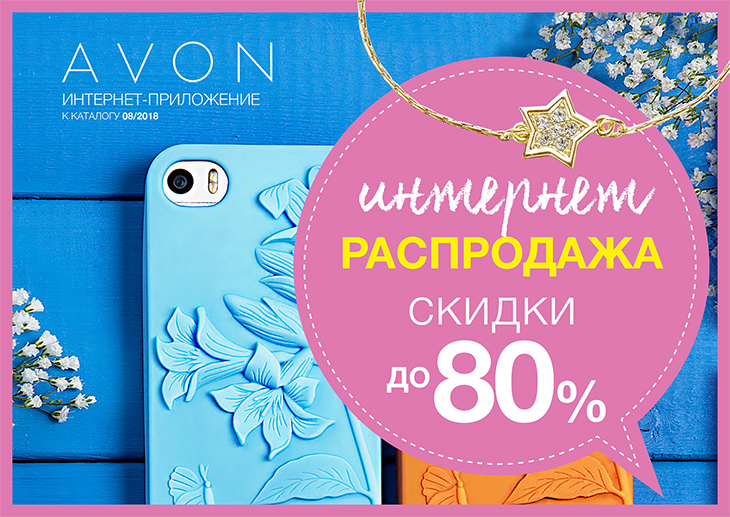 AVON
ИНТЕРНЕТ-ПРИЛОЖЕНИЕ
К КАТАЛОГУ 08/2018
интернет
РАСПРОДАЖА
СКИДКИ
ДО 80%